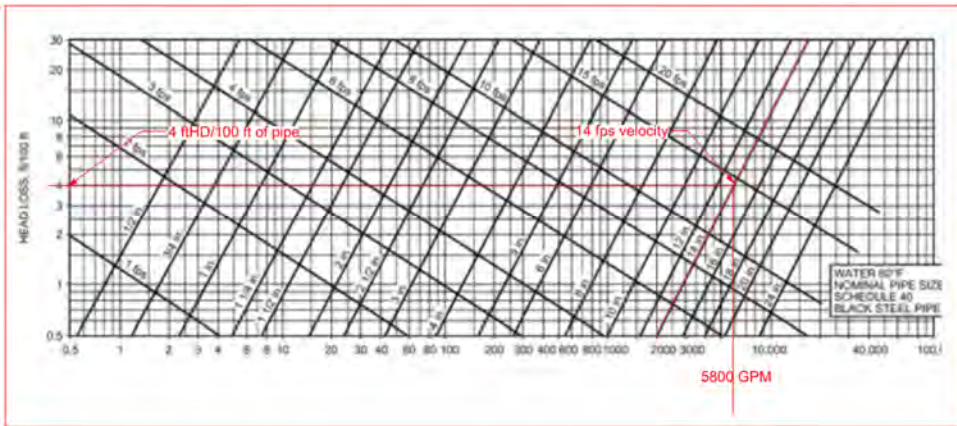 30
20
10
8
6
4
3
2
1
0.5
HEAD LOSS, ft/100 ft
4 ftHD/100 ft of pipe
14 fps velocity
1 fps
2 fps
3 fps
4 fps
6 fps
8 fps
10 fps
15 fps
20 fps
1/2 in
3/4 in
1 in
1 1/4 in
1 1/2 in
2 in
2 1/2 in
3 in
4 in
6 in
8 in
10 in
12 in
14 in
16 in
18 in
20 in
24 in
WATER 60°F
NOMINAL PIPE SIZE
SCHEDULE 40
BLACK STEEL PIPE
0.5 1 2 3 4 6 8 10 20 30 40 60 80 100 200 300 400 600 1000 2000 3000 10,000 40,000 100,
5800 GPM